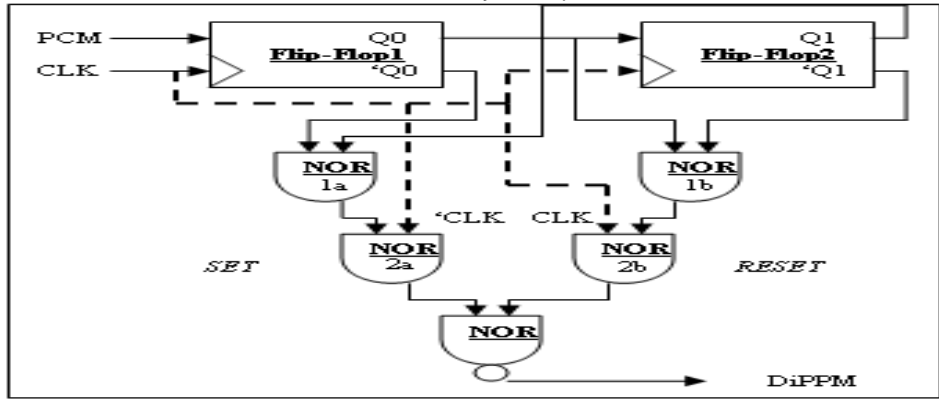 PCM
CLK
Flip-Flop1
Q0
‘Q0
Flip-Flop2
Q1
‘Q1
NOR
1a
NOR
1b
‘CLK
CLK
SET
NOR
2a
NOR
2b
RESET
NOR
DiPPM